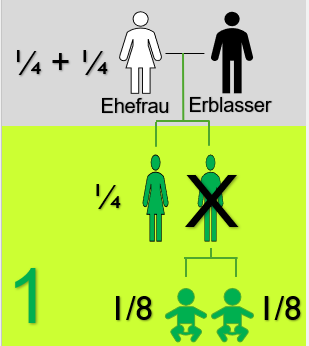 ¼ + ¼
Ehefrau Erblasser
¼
X
1
1/8 1/8